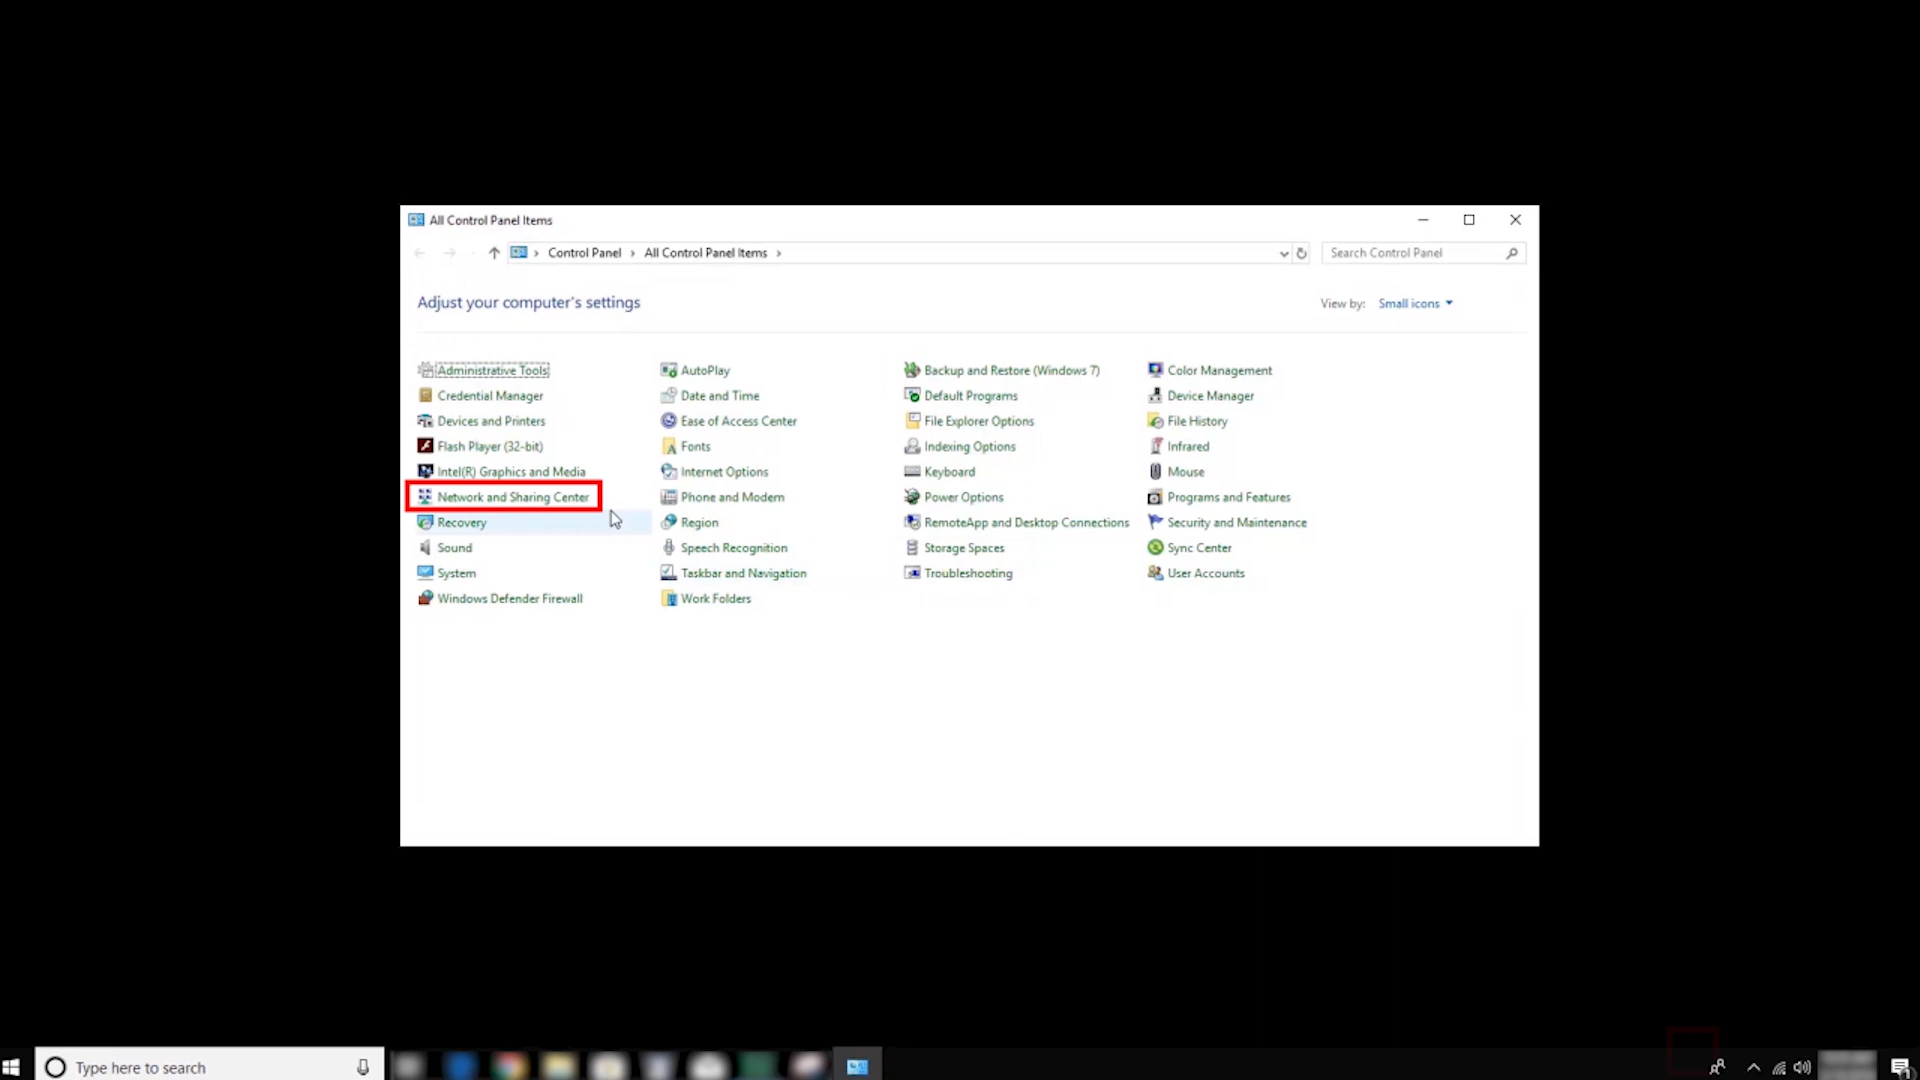 All Control Panel Items
Control Panel All Control Panel Items Search Control Panel
Adjust your computer's settings View by: Small icons
Administrative Tools AutoPlay Backup and Restore (Windows 7) Color Management
Credential Manager Date and Time Default Programs Device Manager
Devices and Printers Ease of Access Center File Explorer Options File History
Flash Player (32-bit) Fonts Indexing Options Infrared
Intel(R) Graphics and Media Internet Options Keyboard Mouse
Network and Sharing Center Phone and Modem Power Options Programs and Features
Recovery Region RemoteApp and Desktop Connections Security and Maintenance
Sound Speech Recognition Storage Spaces Sync Center
System Taskbar and Navigation Troubleshooting User Accounts
Windows Defender Firewall Work Folders
Type here to search